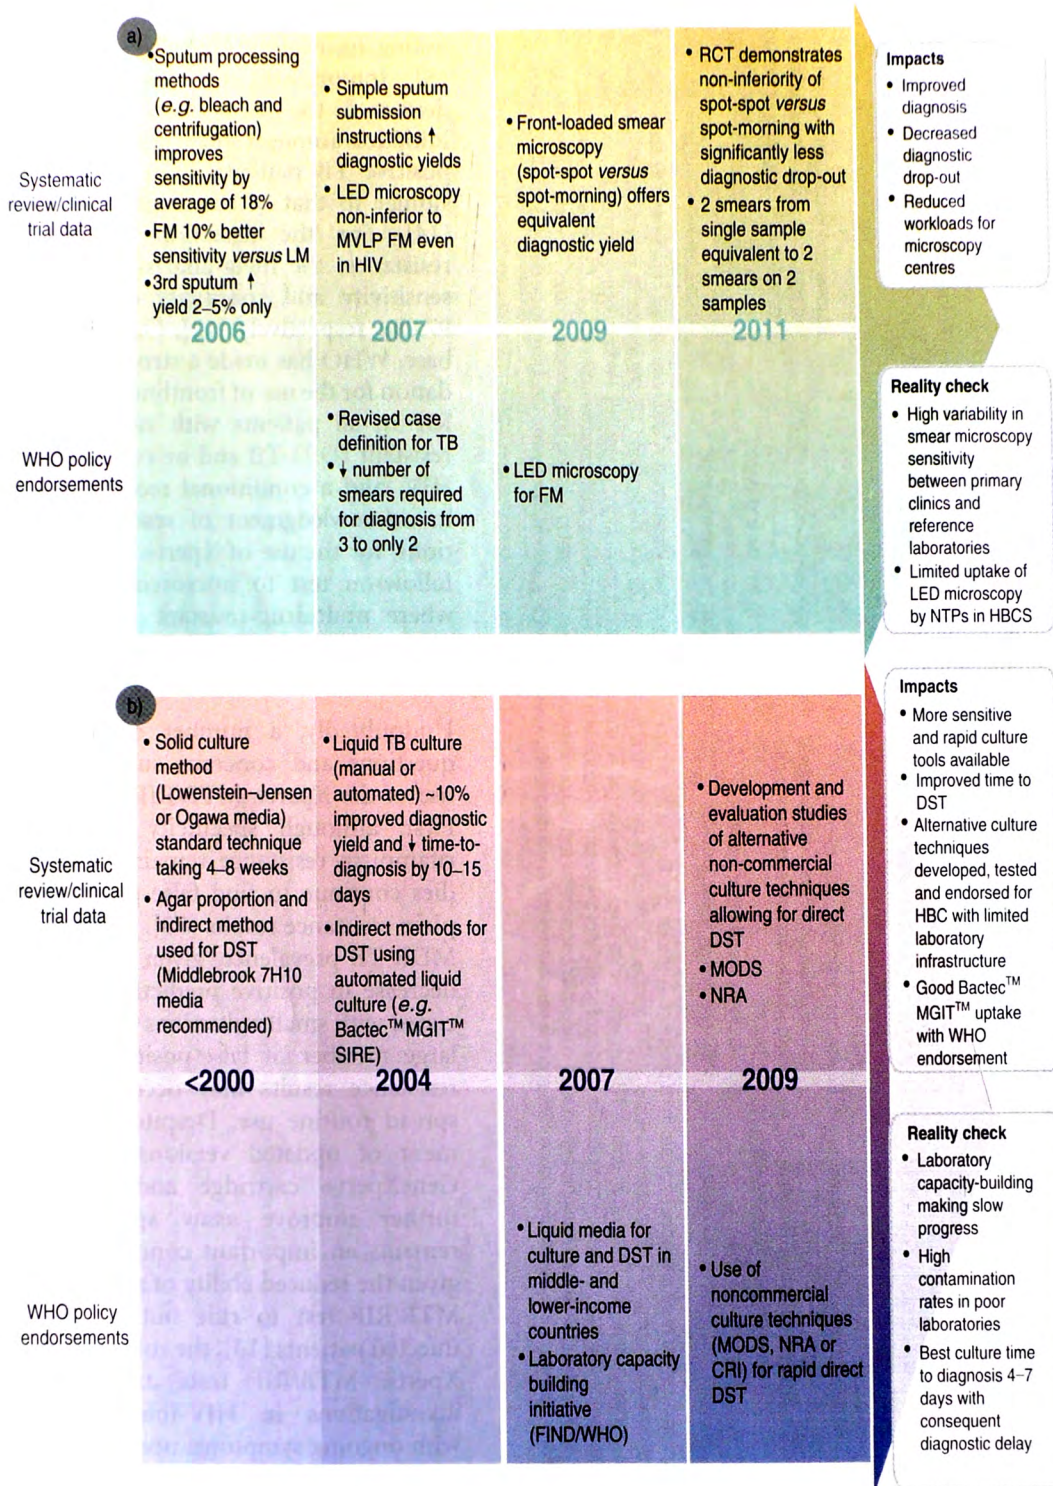 a)
Systematic
review/clinical
trial data
•Sputum processing
methods
(e.g. bleach and
centrifugation)
improves
sensitivity by
average of 18%
•FM 10% better
sensitivity versus LM
•3rd sputum ↑
yield 2–5% only
2006
• Simple sputum
submission
instructions ↑
diagnostic yields
• LED microscopy
non-inferior to
MVLP FM even
in HIV
2007
• Front-loaded smear
microscopy
(spot-spot versus
spot-morning) offers
equivalent
diagnostic yield
2009
• RCT demonstrates
non-inferiority of
spot-spot versus
spot-morning with
significantly less
diagnostic drop-out
• 2 smears from
single sample
equivalent to 2
smears on 2
samples
2011
WHO policy
endorsements
• Revised case
definition for TB
• ↓ number of
smears required
for diagnosis from
3 to only 2
• LED microscopy
for FM
Impacts
• Improved
diagnosis
• Decreased
diagnostic
drop-out
• Reduced
workloads for
microscopy
centres
Reality check
• High variability in
smear microscopy
sensitivity
between primary
clinics and
reference
laboratories
• Limited uptake of
LED microscopy
by NTPs in HBCS
b)
Systematic
review/clinical
trial data
• Solid culture
method
(Lowenstein–Jensen
or Ogawa media)
standard technique
taking 4–8 weeks
• Agar proportion and
indirect method
used for DST
(Middlebrook 7H10
media
recommended)
<2000
• Liquid TB culture
(manual or
automated) ~10%
improved diagnostic
yield and ↓ time-to-
diagnosis by 10–15
days
• Indirect methods for
DST using
automated liquid
culture (e.g.
Bactec™ MGIT™
SIRE)
2004
2007
• Development and
evaluation studies
of alternative
non-commercial
culture techniques
allowing for direct
DST
• MODS
• NRA
2009
WHO policy
endorsements
• Liquid media for
culture and DST in
middle- and
lower-income
countries
• Laboratory capacity
building
initiative
(FIND/WHO)
• Use of
noncommercial
culture techniques
(MODS, NRA or
CRI) for rapid direct
DST
Impacts
• More sensitive
and rapid culture
tools available
• Improved time to
DST
• Alternative culture
techniques
developed, tested
and endorsed for
HBC with limited
laboratory
infrastructure
• Good Bactec™
MGIT™ uptake
with WHO
endorsement
Reality check
• Laboratory
capacity-building
making slow
progress
• High
contamination
rates in poor
laboratories
• Best culture time
to diagnosis 4–7
days with
consequent
diagnostic delay